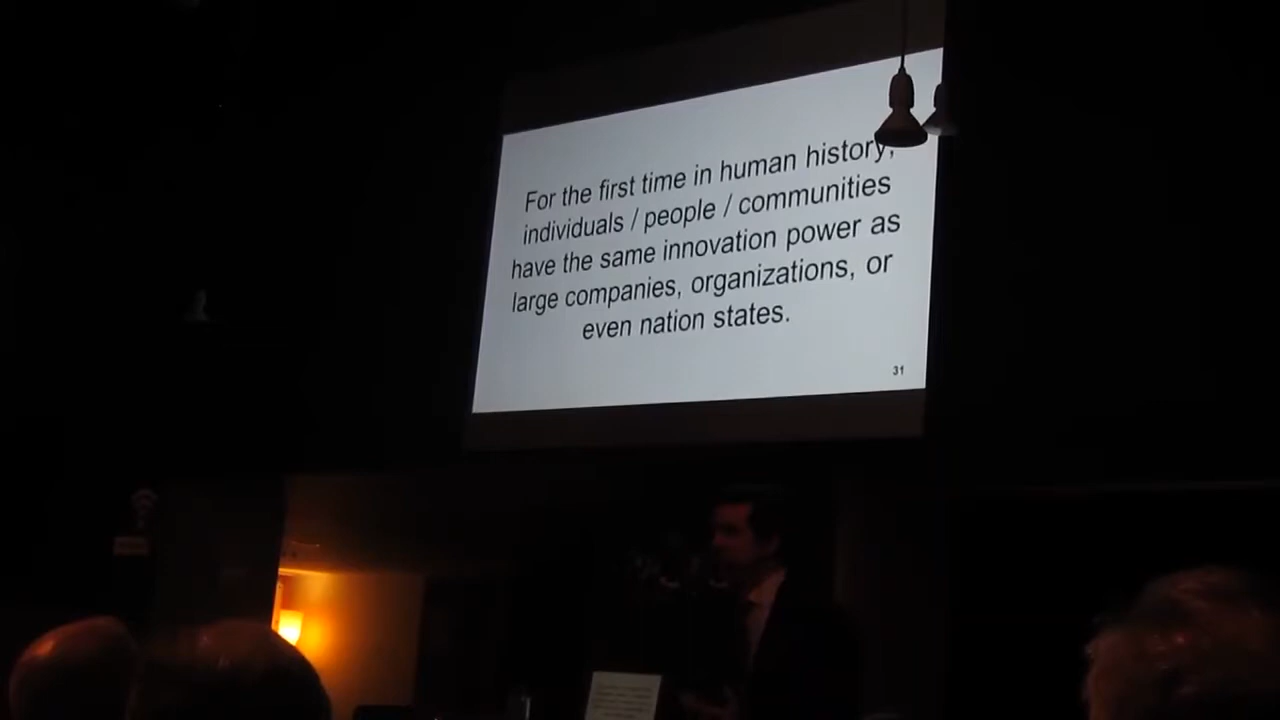 For the first time in human history,
individuals / people / communities
have the same innovation power as
large companies, organizations, or
even nation states.
31